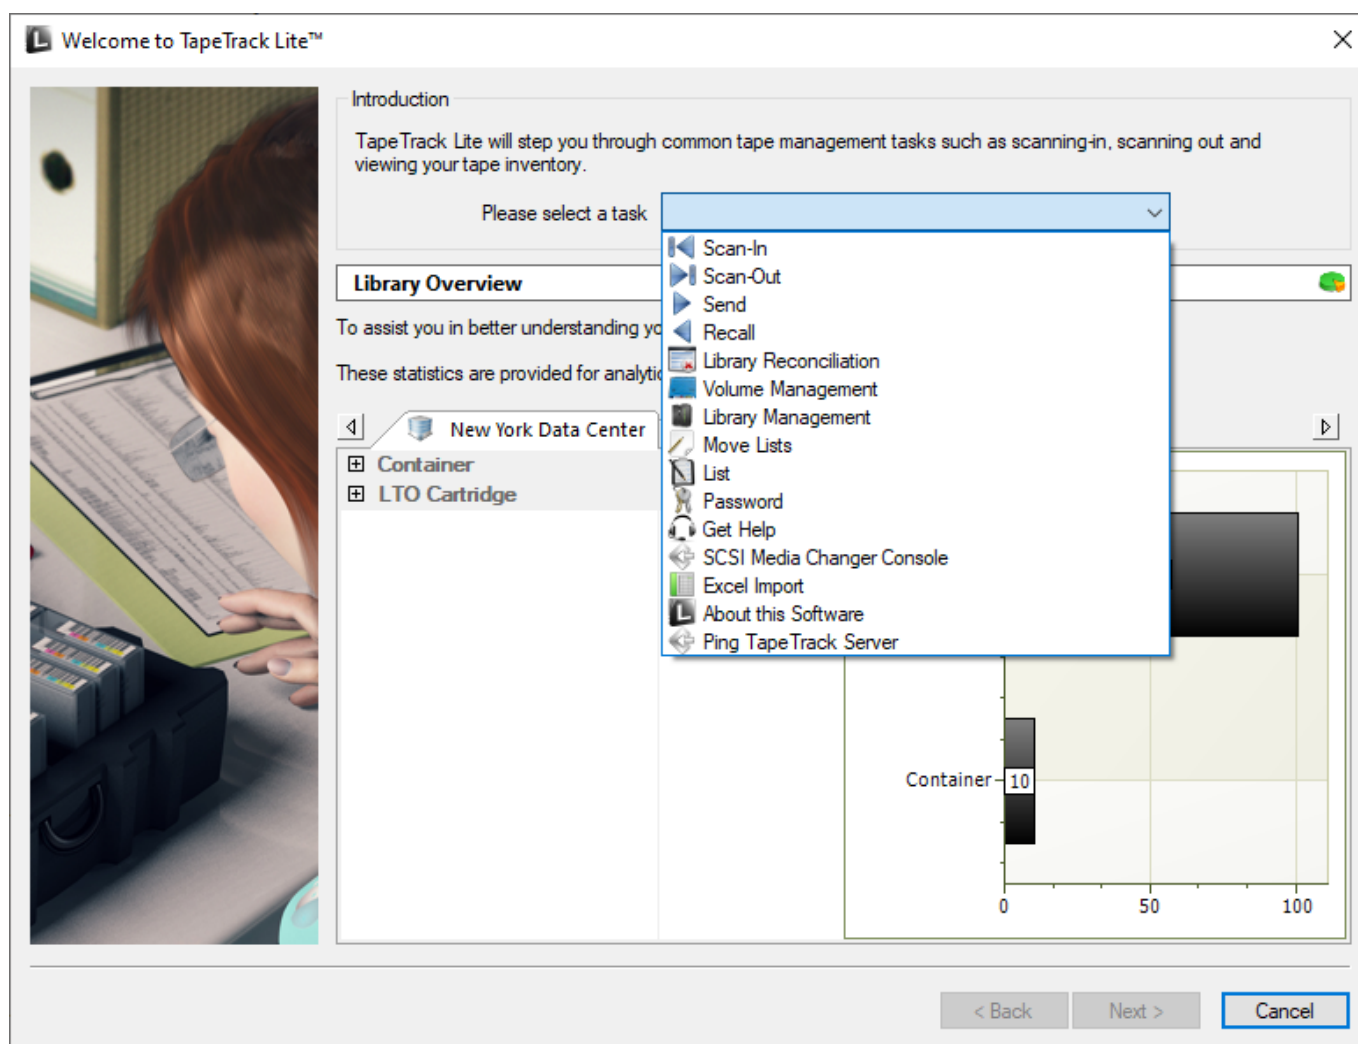 Welcome to TapeTrack Lite™
Introduction
TapeTrack Lite will step you through common tape management tasks such as scanning-in, scanning out and
viewing your tape inventory.
Please select a task
Scan-In
Scan-Out
Send
Recall
Library Reconciliation
Volume Management
Library Management
Move Lists
List
Password
Get Help
SCSI Media Changer Console
Excel Import
About this Software
Ping TapeTrack Server
Library Overview
To assist you in better understanding yo
These statistics are provided for analytic
New York Data Center
Container
LTO Cartridge
Container
10
0 50 100
< Back Next > Cancel